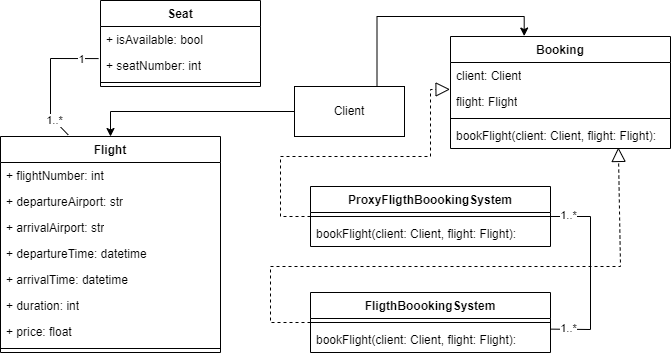 Seat
+ isAvailable: bool
+ seatNumber: int
1
1..*
Client
Booking
client: Client
flight: Flight
bookFlight(client: Client, flight: Flight):
Flight
+ flightNumber: int
+ departureAirport: str
+ arrivalAirport: str
+ departureTime: datetime
+ arrivalTime: datetime
+ duration: int
+ price: float
ProxyFligthBoookingSystem
bookFlight(client: Client, flight: Flight):
1..*
FligthBoookingSystem
bookFlight(client: Client, flight: Flight):
1..*